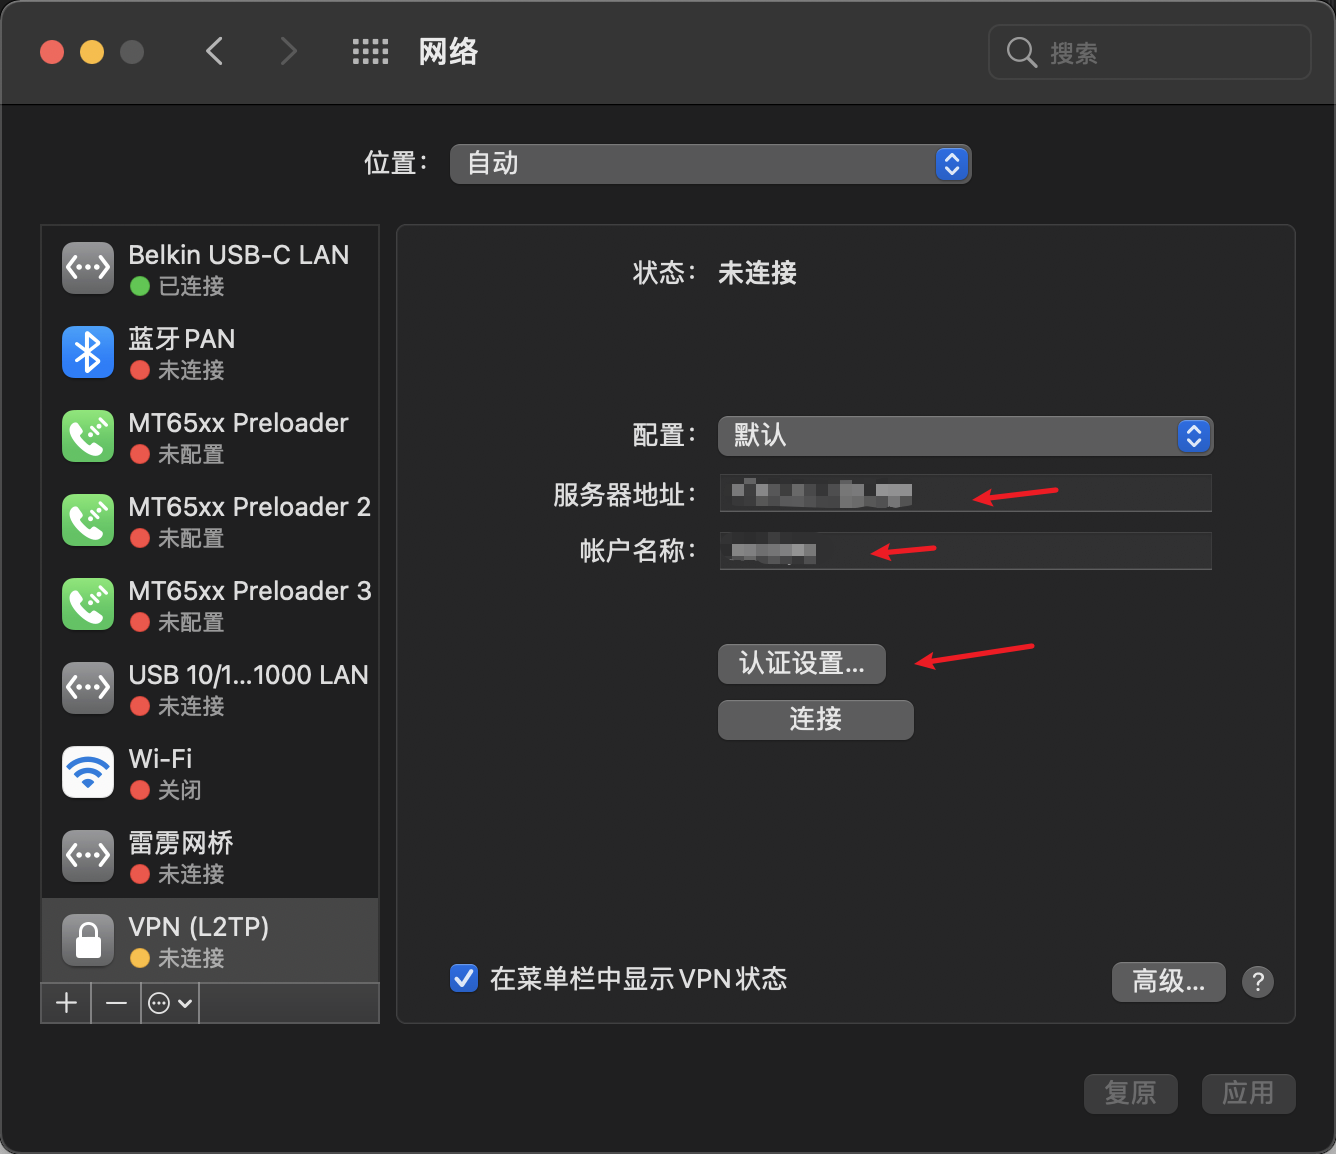 网络
搜索
位置：
自动
Belkin USB-C LAN
已连接
蓝牙 PAN
未连接
MT65xx Preloader
未配置
MT65xx Preloader 2
未配置
MT65xx Preloader 3
未配置
USB 10/1...1000 LAN
未连接
Wi-Fi
关闭
雷雳网桥
未连接
VPN (L2TP)
未连接
状态： 未连接
配置： 默认
服务器地址：
帐户名称：
认证设置...
连接
在菜单栏中显示 VPN 状态
高级...
?
复原
应用